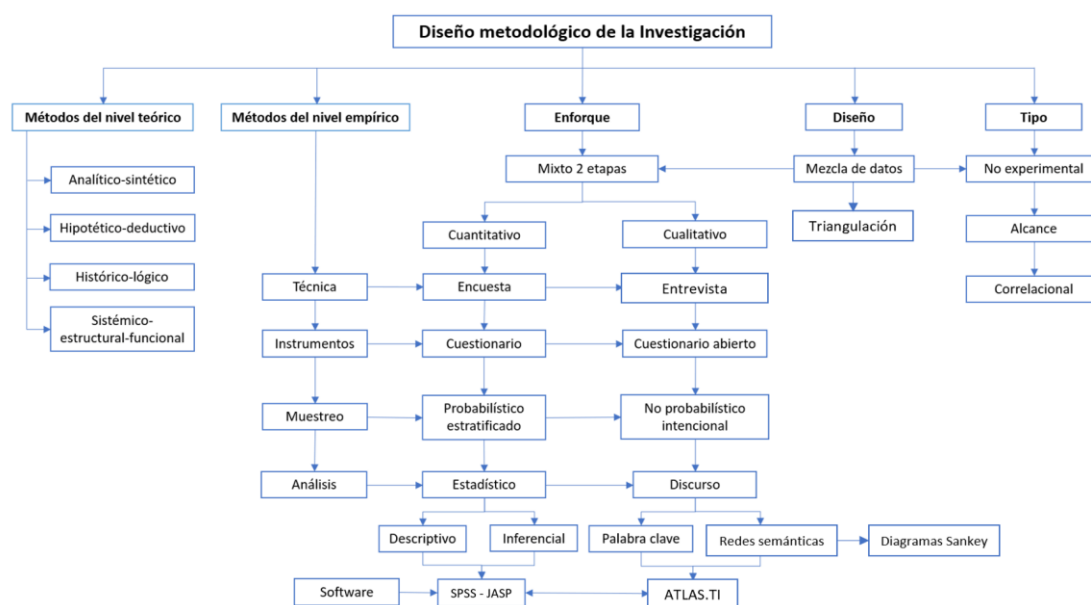 Diseño metodológico de la Investigación
Métodos del nivel teórico
Métodos del nivel empírico
Enforque
Diseño
Tipo
Analítico-sintético
Mixto 2 etapas
Mezcla de datos
No experimental
Hipotético-deductivo
Cuantitativo
Cualitativo
Triangulación
Alcance
Histórico-lógico
Técnica
Encuesta
Entrevista
Correlacional
Sistémico-
estructural-funcional
Instrumentos
Cuestionario
Cuestionario abierto
Muestreo
Probabilístico
estratificado
No probabilístico
intencional
Análisis
Estadístico
Discurso
Descriptivo
Inferencial
Palabra clave
Redes semánticas
Diagramas Sankey
Software
SPSS - JASP
ATLAS.TI